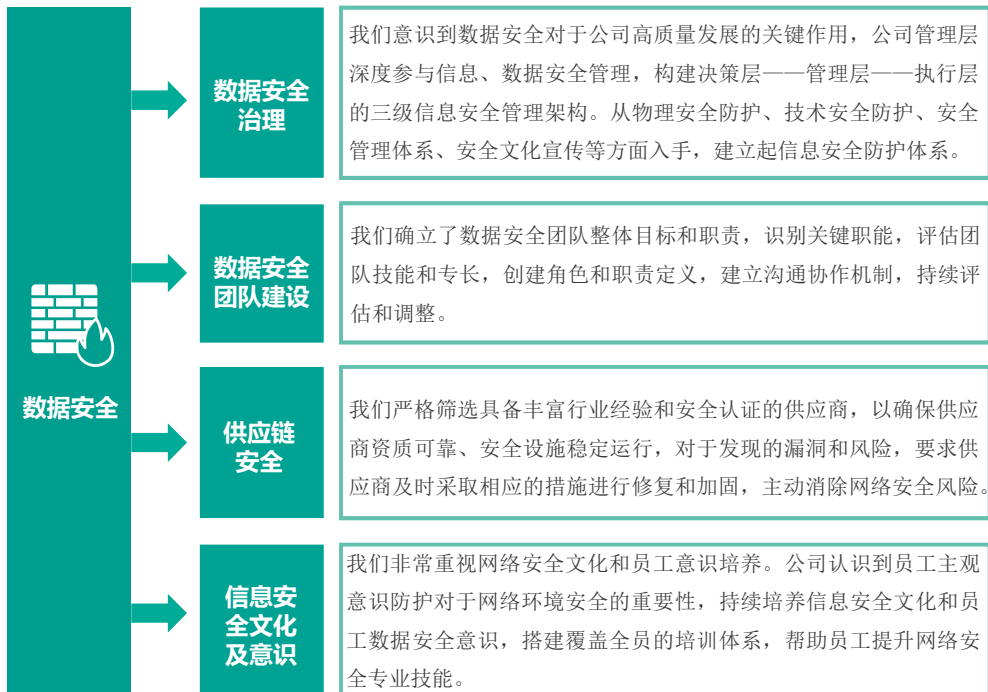 数据安全
数据安全
治理
我们意识到数据安全对于公司高质量发展的关键作用，公司管理层
深度参与信息、数据安全管理，构建决策层——管理层——执行层
的三级信息安全管理架构。从物理安全防护、技术安全防护、安全
管理体系、安全文化宣传等方面入手，建立起信息安全防护体系。
数据安全
团队建设
我们确立了数据安全团队整体目标和职责，识别关键职能，评估团
队技能和专长，创建角色和职责定义，建立沟通协作机制，持续评
估和调整。
供应链
安全
我们严格筛选具备丰富行业经验和安全认证的供应商，以确保供应
商资质可靠、安全设施稳定运行，对于发现的漏洞和风险，要求供
应商及时采取相应的措施进行修复和加固，主动消除网络安全风险。
信息安
全文化
及意识
我们非常重视网络安全文化和员工意识培养。公司认识到员工主观
意识防护对于网络环境安全的重要性，持续培养信息安全文化和员
工数据安全意识，搭建覆盖全员的培训体系，帮助员工提升网络安
全专业技能。